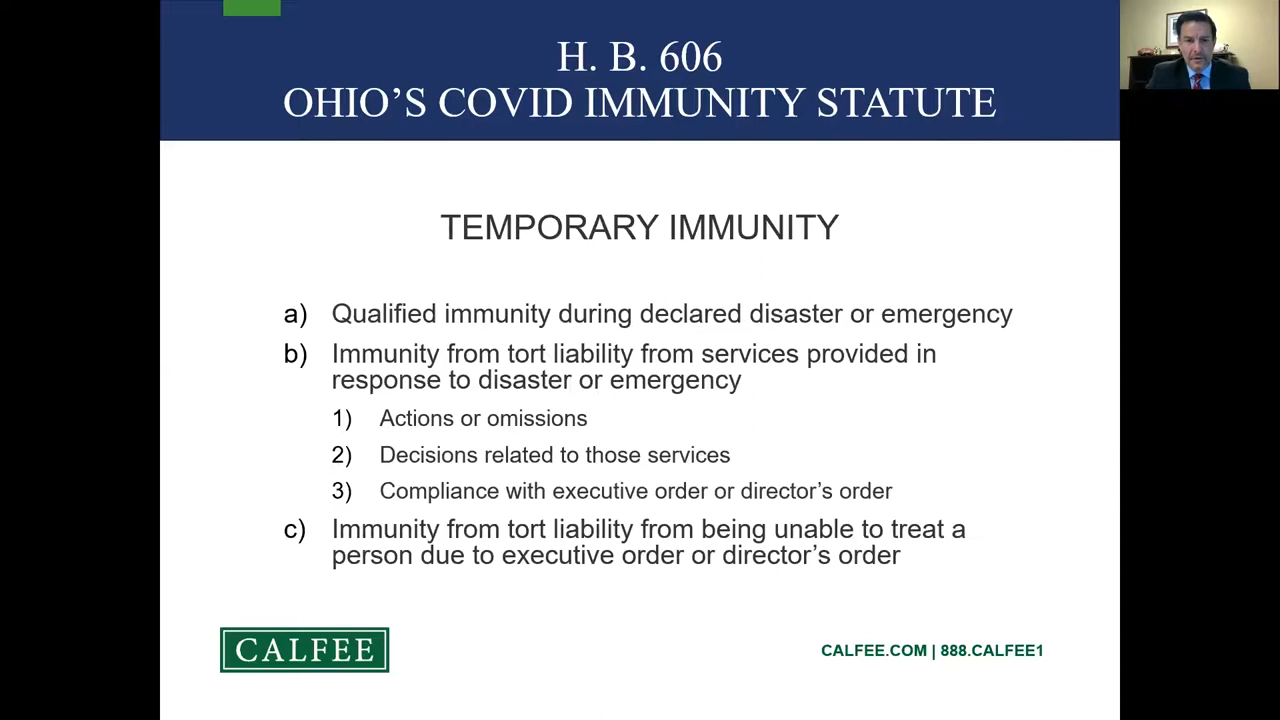 H. B. 606
OHIO’S COVID IMMUNITY STATUTE
TEMPORARY IMMUNITY
a) Qualified immunity during declared disaster or emergency
b) Immunity from tort liability from services provided in
response to disaster or emergency
1) Actions or omissions
2) Decisions related to those services
3) Compliance with executive order or director’s order
c) Immunity from tort liability from being unable to treat a
person due to executive order or director’s order
CALFEE
CALFEE.COM | 888.CALFEE1